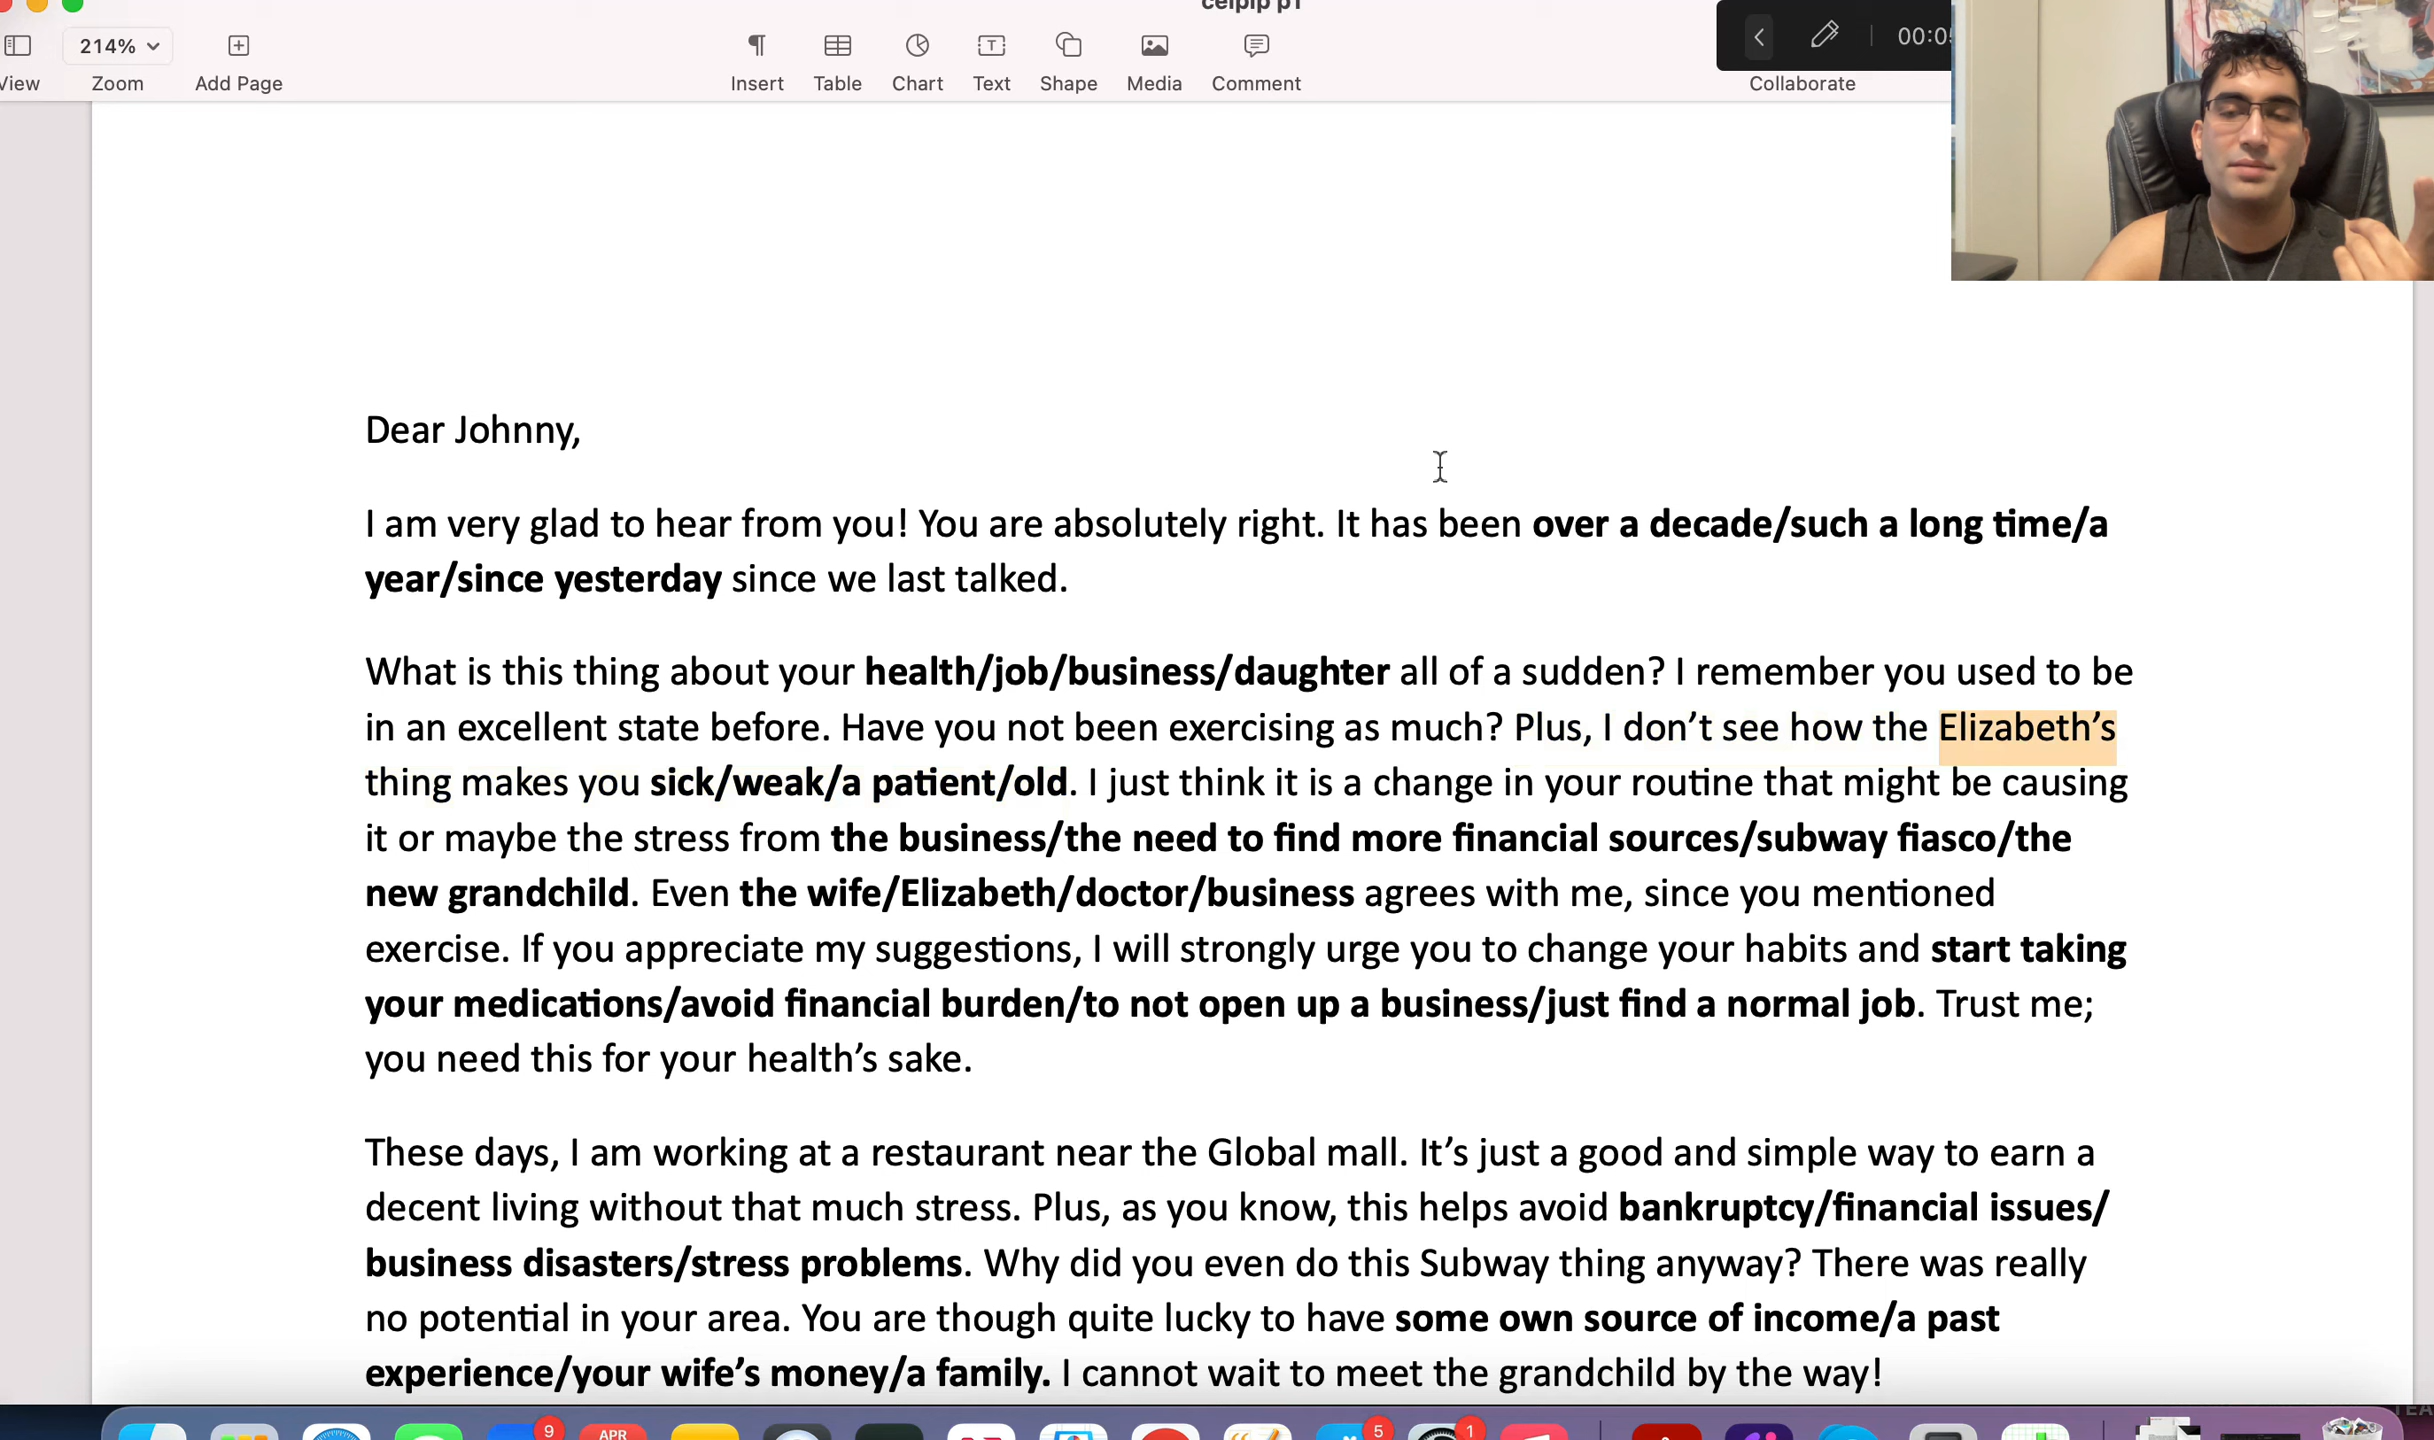 celpip p1
214%
View
Zoom
Add Page
Insert
Table
Chart
Text
Shape
Media
Comment
Collaborate
Dear Johnny,
I am very glad to hear from you! You are absolutely right. It has been over a decade/such a long time/a
year/since yesterday since we last talked.
What is this thing about your health/job/business/daughter all of a sudden? I remember you used to be
in an excellent state before. Have you not been exercising as much? Plus, I don’t see how the Elizabeth’s
thing makes you sick/weak/a patient/old. I just think it is a change in your routine that might be causing
it or maybe the stress from the business/the need to find more financial sources/subway fiasco/the
new grandchild. Even the wife/Elizabeth/doctor/business agrees with me, since you mentioned
exercise. If you appreciate my suggestions, I will strongly urge you to change your habits and start taking
your medications/avoid financial burden/to not open up a business/just find a normal job. Trust me;
you need this for your health’s sake.
These days, I am working at a restaurant near the Global mall. It’s just a good and simple way to earn a
decent living without that much stress. Plus, as you know, this helps avoid bankruptcy/financial issues/
business disasters/stress problems. Why did you even do this Subway thing anyway? There was really
no potential in your area. You are though quite lucky to have some own source of income/a past
experience/your wife’s money/a family. I cannot wait to meet the grandchild by the way!
9
APR
5
1